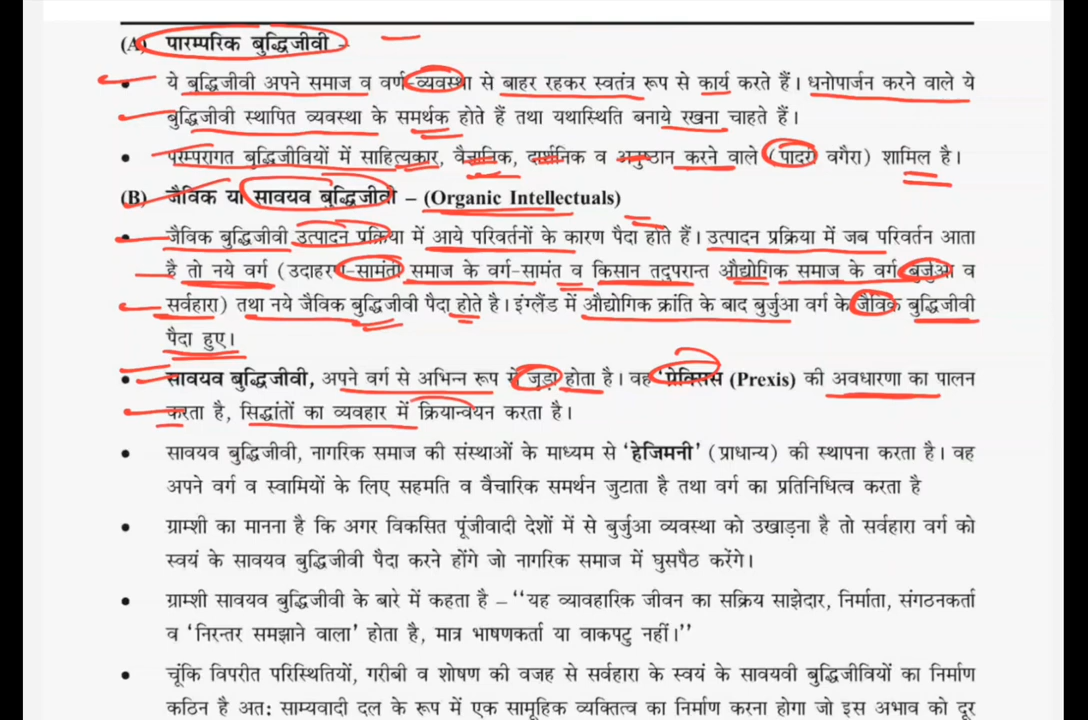 (A) पारम्परिक बुद्धिजीवी –
• ये बुद्धिजीवी अपने समाज व वर्ण-व्यवस्था से बाहर रहकर स्वतंत्र रूप से कार्य करते हैं। धनोपार्जन करने वाले ये
बुद्धिजीवी स्थापित व्यवस्था के समर्थक होते हैं तथा यथास्थिति बनाये रखना चाहते हैं।
• परम्परागत बुद्धिजीवियों में साहित्यकार, वैज्ञानिक, दार्शनिक व अनुष्ठान करने वाले (पादरी वगैरा) शामिल है।
(B) जैविक या सावयव बुद्धिजीवी – (Organic Intellectuals)
• जैविक बुद्धिजीवी उत्पादन प्रक्रिया में आये परिवर्तनों के कारण पैदा होते हैं। उत्पादन प्रक्रिया में जब परिवर्तन आता
है तो नये वर्ग (उदाहरण-सामंती समाज के वर्ग-सामंत व किसान तदुपरान्त औद्योगिक समाज के वर्ग बुर्जुआ व
सर्वहारा) तथा नये जैविक बुद्धिजीवी पैदा होते है। इंग्लैंड में औद्योगिक क्रांति के बाद बुर्जुआ वर्ग के जैविक बुद्धिजीवी
पैदा हुए।
• सावयव बुद्धिजीवी, अपने वर्ग से अभिन्न रूप से जुड़ा होता है। वह 'प्रेक्सिस (Prexis) की अवधारणा का पालन
करता है, सिद्धांतों का व्यवहार में क्रियान्वयन करता है।
• सावयव बुद्धिजीवी, नागरिक समाज की संस्थाओं के माध्यम से 'हेजिमनी' (प्राधान्य) की स्थापना करता है। वह
अपने वर्ग व स्वामियों के लिए सहमति व वैचारिक समर्थन जुटाता है तथा वर्ग का प्रतिनिधित्व करता है
• ग्राम्शी का मानना है कि अगर विकसित पूंजीवादी देशों में से बुर्जुआ व्यवस्था को उखाड़ना है तो सर्वहारा वर्ग को
स्वयं के सावयव बुद्धिजीवी पैदा करने होंगे जो नागरिक समाज में घुसपैठ करेंगे।
• ग्राम्शी सावयव बुद्धिजीवी के बारे में कहता है – "यह व्यावहारिक जीवन का सक्रिय साझेदार, निर्माता, संगठनकर्ता
व 'निरन्तर समझाने वाला' होता है, मात्र भाषणकर्ता या वाकपटु नहीं।"
• चूंकि विपरीत परिस्थितियों, गरीबी व शोषण की वजह से सर्वहारा के स्वयं के सावयवी बुद्धिजीवियों का निर्माण
कठिन है अत: साम्यवादी दल के रूप में एक सामूहिक व्यक्तित्व का निर्माण करना होगा जो इस अभाव को दूर